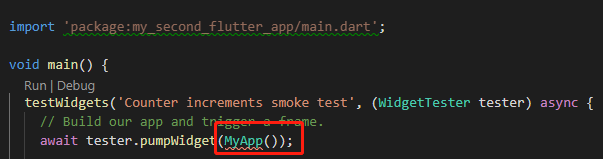 import 'package:my_second_flutter_app/main.dart';
void main() {
Run | Debug
testWidgets('Counter increments smoke test', (WidgetTester tester) async {
// Build our app and trigger a frame.
await tester.pumpWidget(MyApp());